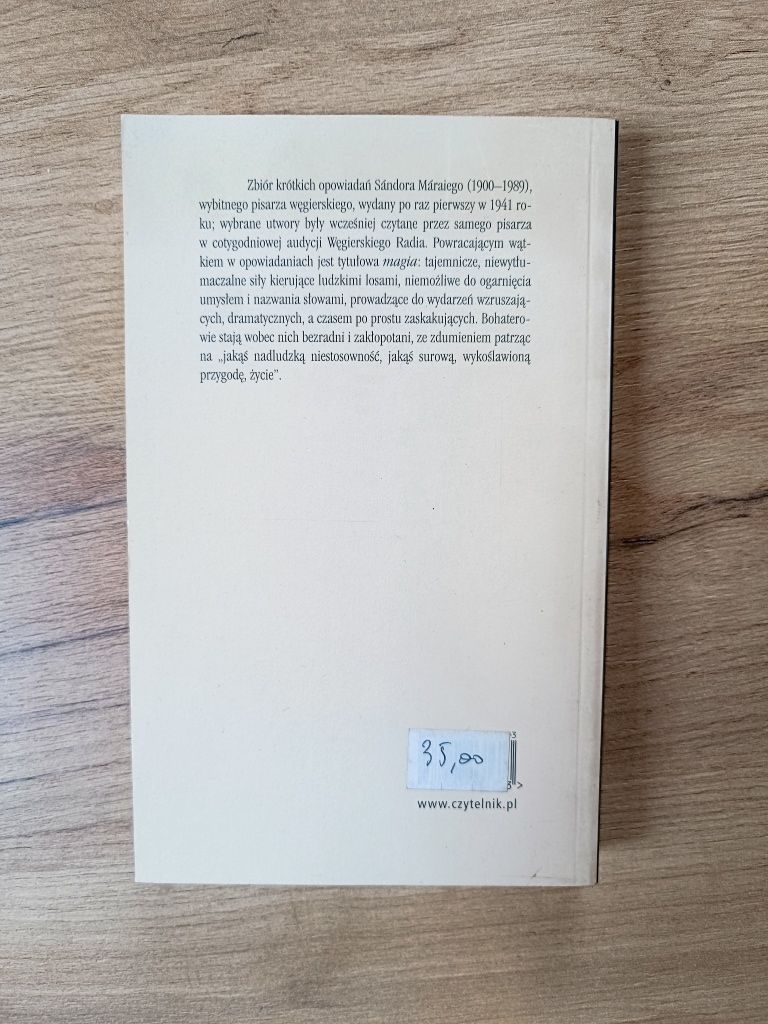 Zbiór krótkich opowiadań Sándora Máraiego (1900–1989),
wybitnego pisarza węgierskiego, wydany po raz pierwszy w 1941 ro-
ku; wybrane utwory były wcześniej czytane przez samego pisarza
w cotygodniowej audycji Węgierskiego Radia. Powracającym wąt-
kiem w opowiadaniach jest tytułowa magia: tajemnicze, niewytłu-
maczalne siły kierujące ludzkimi losami, niemożliwe do ogarnięcia
umysłem i nazwania słowami, prowadzące do wydarzeń wzruszają-
cych, dramatycznych, a czasem po prostu zaskakujących. Bohatero-
wie stają wobec nich bezradni i zakłopotani, ze zdumieniem patrząc
na „jakąś nadludzką niestosowność, jakąś surową, wykoślawioną
przygodę, życie”.
35,00
www.czytelnik.pl